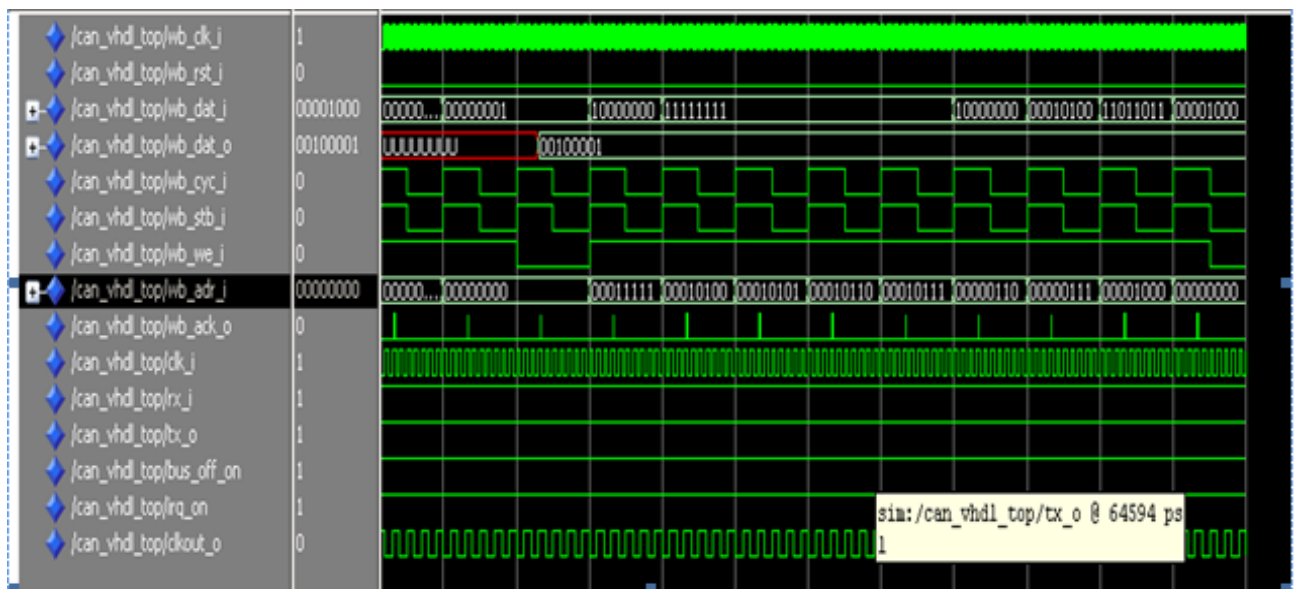 /can_vhdl_top/wb_clk_i 1
/can_vhdl_top/wb_rst_i 0
/can_vhdl_top/wb_dat_i 00001000 00000... 00000001 10000000 11111111 10000000 00010100 11011011 00001000
/can_vhdl_top/wb_dat_o 00100001 UUUUUUUU 00100001
/can_vhdl_top/wb_cyc_i 0
/can_vhdl_top/wb_stb_i 0
/can_vhdl_top/wb_we_i 0
/can_vhdl_top/wb_adr_i 00000000 00000... 00000000 00011111 00010100 00010101 00010110 00010111 00000110 00000111 00001000 00000000
/can_vhdl_top/wb_ack_o 0
/can_vhdl_top/clk_i 1
/can_vhdl_top/rx_i 1
/can_vhdl_top/tx_o 1
/can_vhdl_top/bus_off_on 1
/can_vhdl_top/irq_on 1
sim:/can_vhdl_top/tx_o @ 64594 ps
/can_vhdl_top/clkout_o 0
1